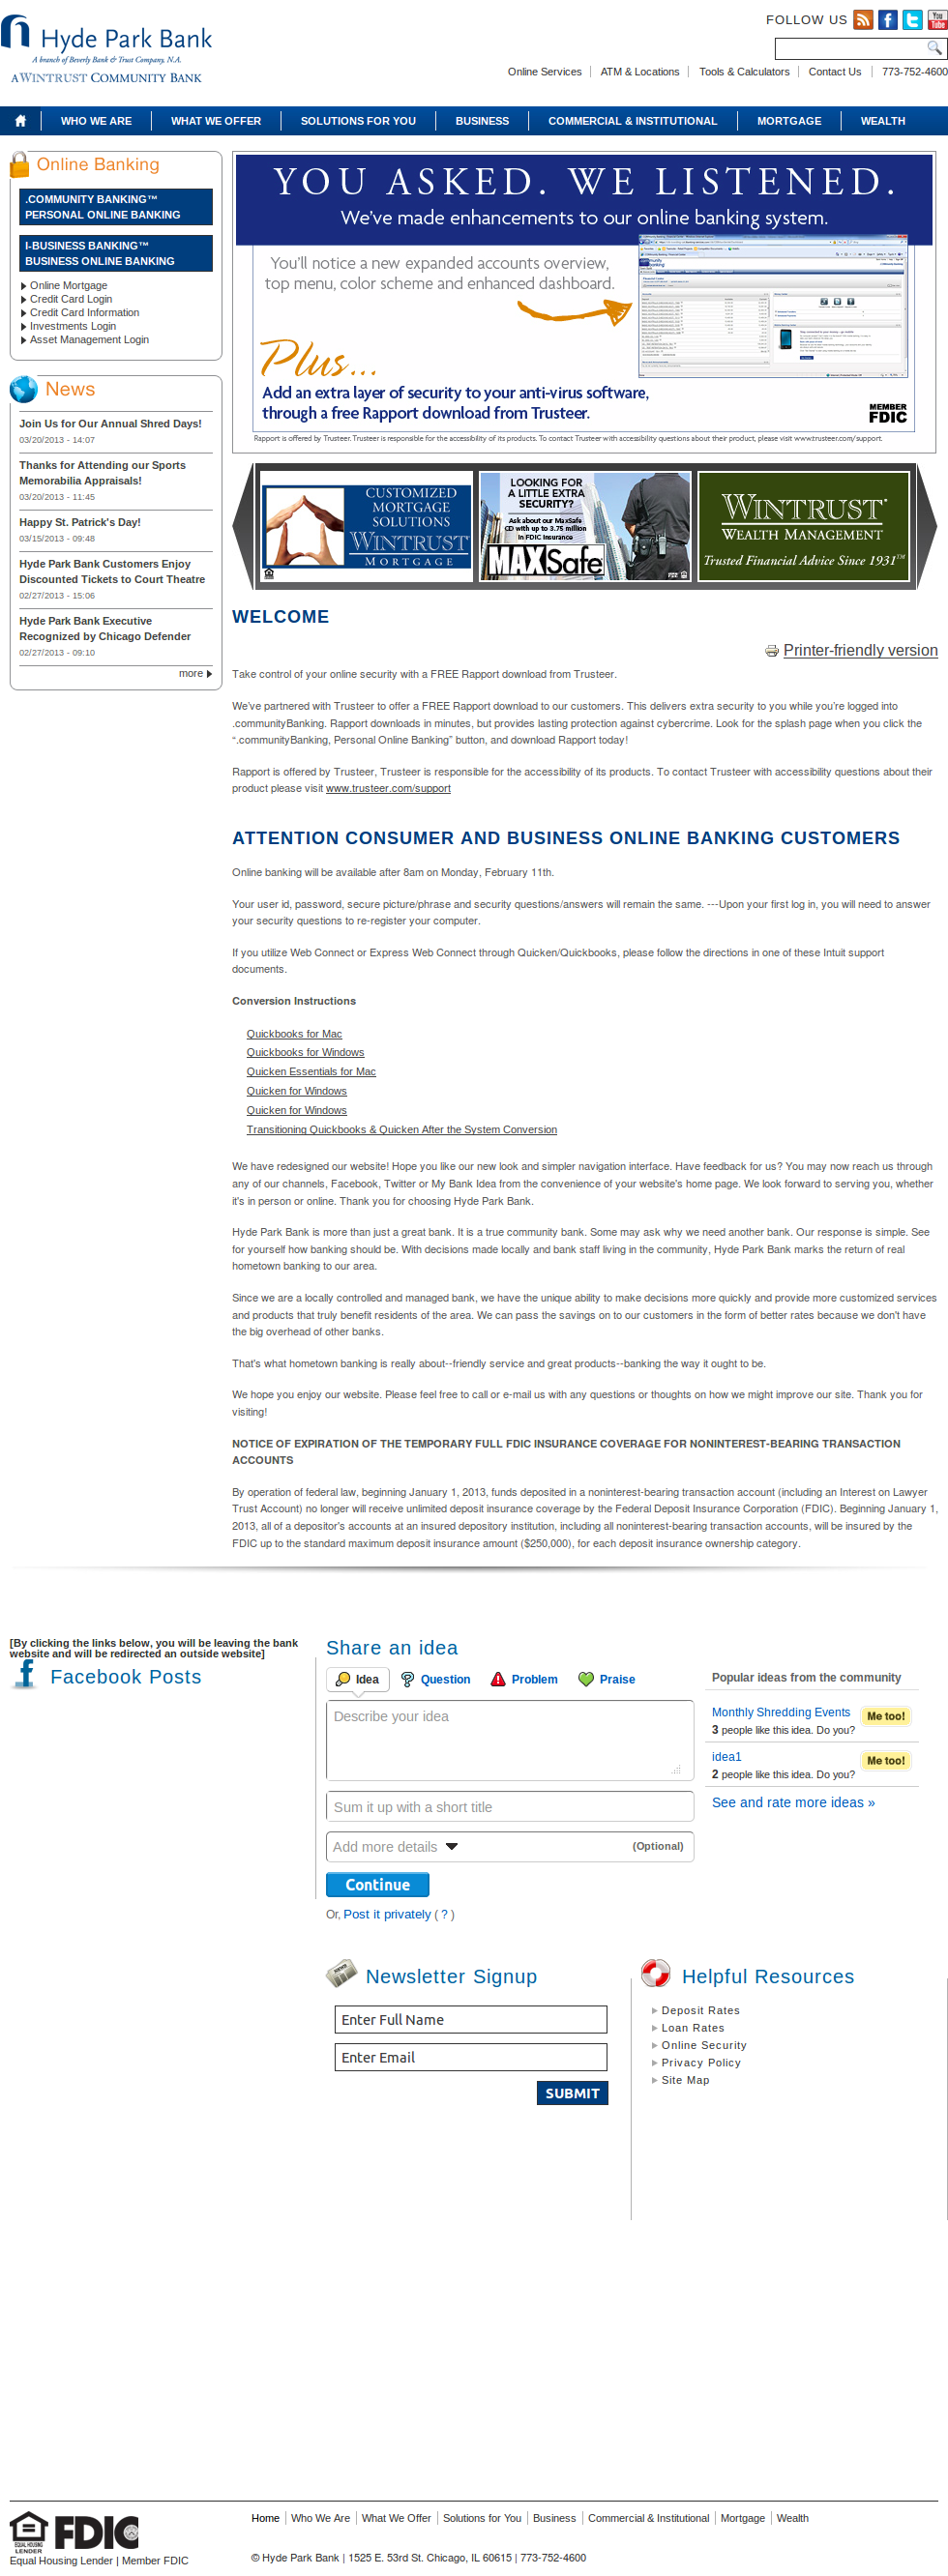 FOLLOW US
Hyde Park Bank
A branch of Beverly Bank & Trust Company, N.A.
A WINTRUST COMMUNITY BANK
Online Services
ATM & Locations
Tools & Calculators
Contact Us
773-752-4600
WHO WE ARE
WHAT WE OFFER
SOLUTIONS FOR YOU
BUSINESS
COMMERCIAL & INSTITUTIONAL
MORTGAGE
WEALTH
Online Banking
.COMMUNITY BANKING™
PERSONAL ONLINE BANKING
I-BUSINESS BANKING™
BUSINESS ONLINE BANKING
Online Mortgage
Credit Card Login
Credit Card Information
Investments Login
Asset Management Login
News
Join Us for Our Annual Shred Days!
03/20/2013 - 14:07
Thanks for Attending our Sports
Memorabilia Appraisals!
03/20/2013 - 11:45
Happy St. Patrick's Day!
03/15/2013 - 09:48
Hyde Park Bank Customers Enjoy
Discounted Tickets to Court Theatre
02/27/2013 - 15:06
Hyde Park Bank Executive
Recognized by Chicago Defender
02/27/2013 - 09:10
more
YOU ASKED. WE LISTENED.
We've made enhancements to our online banking system.
You'll notice a new expanded accounts overview,
top menu, color scheme and enhanced dashboard.
Plus...
Add an extra layer of security to your anti-virus software,
through a free Rapport download from Trusteer.
MEMBER
FDIC
Rapport is offered by Trusteer. Trusteer is responsible for the accessibility of its products. To contact Trusteer with accessibility questions about their product, please visit www.trusteer.com/support.
CUSTOMIZED
MORTGAGE
SOLUTIONS
WINTRUST
MORTGAGE
LOOKING FOR
A LITTLE EXTRA
SECURITY?
Ask about our MaxSafe
CD with up to 3.75 million
in FDIC Insurance
MAXSafe
WINTRUST
WEALTH MANAGEMENT
Trusted Financial Advice Since 1931™
WELCOME
Printer-friendly version
Take control of your online security with a FREE Rapport download from Trusteer.
We've partnered with Trusteer to offer a FREE Rapport download to our customers. This delivers extra security to you while you're logged into
.communityBanking. Rapport downloads in minutes, but provides lasting protection against cybercrime. Look for the splash page when you click the
“.communityBanking, Personal Online Banking” button, and download Rapport today!
Rapport is offered by Trusteer, Trusteer is responsible for the accessibility of its products. To contact Trusteer with accessibility questions about their
product please visit www.trusteer.com/support
ATTENTION CONSUMER AND BUSINESS ONLINE BANKING CUSTOMERS
Online banking will be available after 8am on Monday, February 11th.
Your user id, password, secure picture/phrase and security questions/answers will remain the same. ---Upon your first log in, you will need to answer
your security questions to re-register your computer.
If you utilize Web Connect or Express Web Connect through Quicken/Quickbooks, please follow the directions in one of these Intuit support
documents.
Conversion Instructions
Quickbooks for Mac
Quickbooks for Windows
Quicken Essentials for Mac
Quicken for Windows
Quicken for Windows
Transitioning Quickbooks & Quicken After the System Conversion
We have redesigned our website! Hope you like our new look and simpler navigation interface. Have feedback for us? You may now reach us through
any of our channels, Facebook, Twitter or My Bank Idea from the convenience of your website's home page. We look forward to serving you, whether
it's in person or online. Thank you for choosing Hyde Park Bank.
Hyde Park Bank is more than just a great bank. It is a true community bank. Some may ask why we need another bank. Our response is simple. See
for yourself how banking should be. With decisions made locally and bank staff living in the community, Hyde Park Bank marks the return of real
hometown banking to our area.
Since we are a locally controlled and managed bank, we have the unique ability to make decisions more quickly and provide more customized services
and products that truly benefit residents of the area. We can pass the savings on to our customers in the form of better rates because we don't have
the big overhead of other banks.
That's what hometown banking is really about--friendly service and great products--banking the way it ought to be.
We hope you enjoy our website. Please feel free to call or e-mail us with any questions or thoughts on how we might improve our site. Thank you for
visiting!
NOTICE OF EXPIRATION OF THE TEMPORARY FULL FDIC INSURANCE COVERAGE FOR NONINTEREST-BEARING TRANSACTION
ACCOUNTS
By operation of federal law, beginning January 1, 2013, funds deposited in a noninterest-bearing transaction account (including an Interest on Lawyer
Trust Account) no longer will receive unlimited deposit insurance coverage by the Federal Deposit Insurance Corporation (FDIC). Beginning January 1,
2013, all of a depositor's accounts at an insured depository institution, including all noninterest-bearing transaction accounts, will be insured by the
FDIC up to the standard maximum deposit insurance amount ($250,000), for each deposit insurance ownership category.
[By clicking the links below, you will be leaving the bank
website and will be redirected an outside website]
Facebook Posts
Share an idea
Idea
Question
Problem
Praise
Describe your idea
Sum it up with a short title
Add more details
(Optional)
Continue
Or, Post it privately ( ? )
Popular ideas from the community
Monthly Shredding Events
Me too!
3 people like this idea. Do you?
idea1
Me too!
2 people like this idea. Do you?
See and rate more ideas »
Newsletter Signup
Enter Full Name
Enter Email
SUBMIT
Helpful Resources
Deposit Rates
Loan Rates
Online Security
Privacy Policy
Site Map
EQUAL HOUSING
LENDER
FDIC
Equal Housing Lender | Member FDIC
Home
Who We Are
What We Offer
Solutions for You
Business
Commercial & Institutional
Mortgage
Wealth
© Hyde Park Bank | 1525 E. 53rd St. Chicago, IL 60615 | 773-752-4600